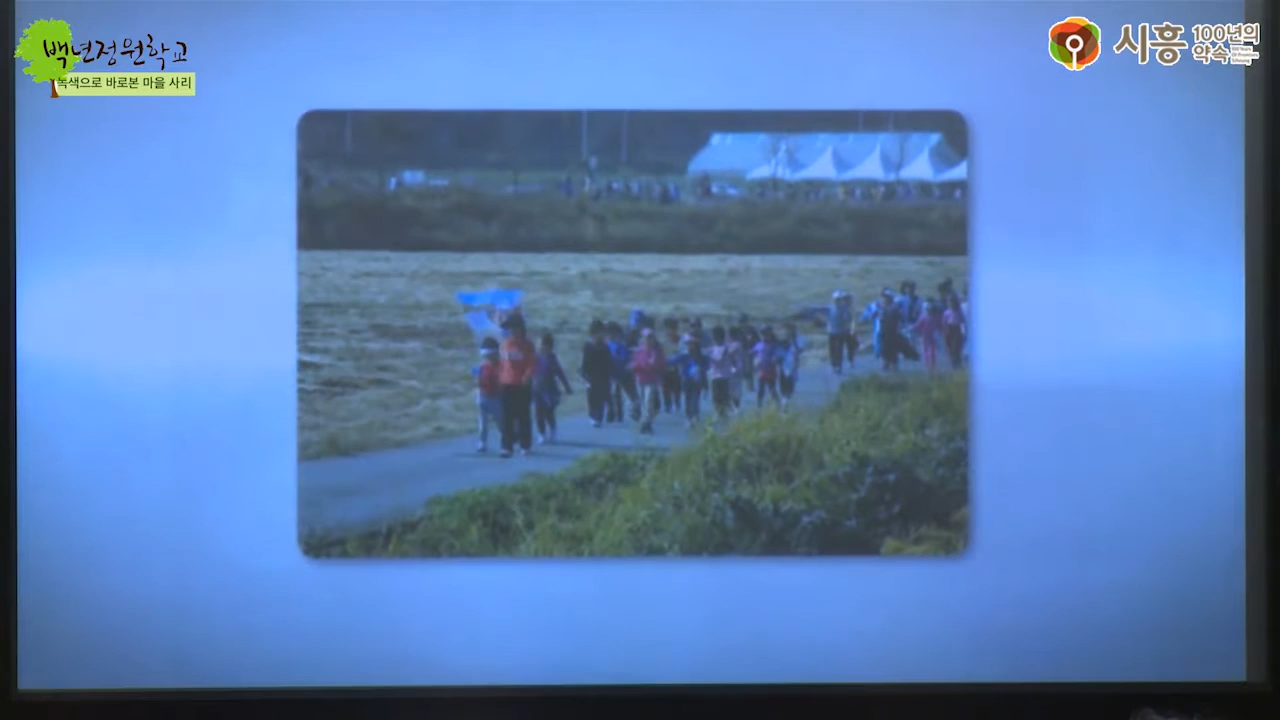 백년정원학교
녹색으로 바로본 마을 사리
시흥
100년의
약속